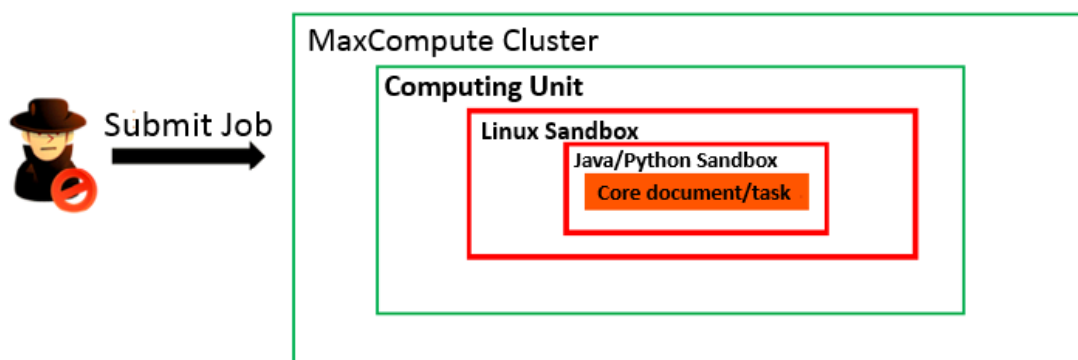 MaxCompute Cluster
Computing Unit
Submit Job
Linux Sandbox
Java/Python Sandbox
Core document/task